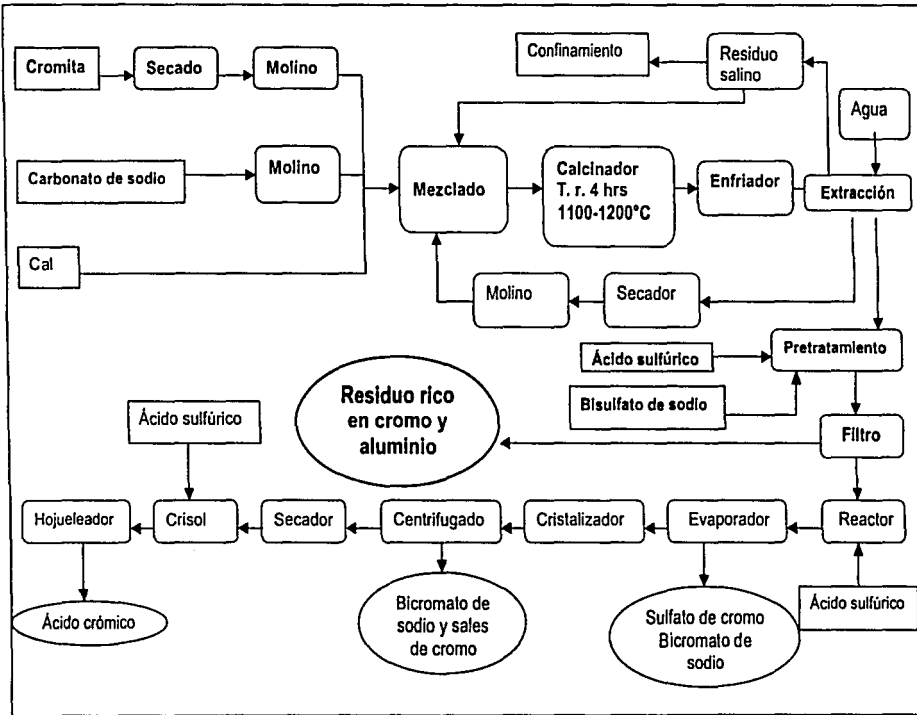 Cromita
Secado
Molino
Confinamiento
Residuo
salino
Agua
Carbonato de sodio
Molino
Mezclado
Calcinador
T. r. 4 hrs
1100-1200°C
Enfriador
Extracción
Cal
Molino
Secador
Ácido sulfúrico
Pretratamiento
Bisulfato de sodio
Residuo rico
en cromo y
aluminio
Filtro
Ácido sulfúrico
Hojueleador
Crisol
Secador
Centrifugado
Cristalizador
Evaporador
Reactor
Ácido crómico
Bicromato de
sodio y sales
de cromo
Sulfato de cromo
Bicromato de
sodio
Ácido sulfúrico